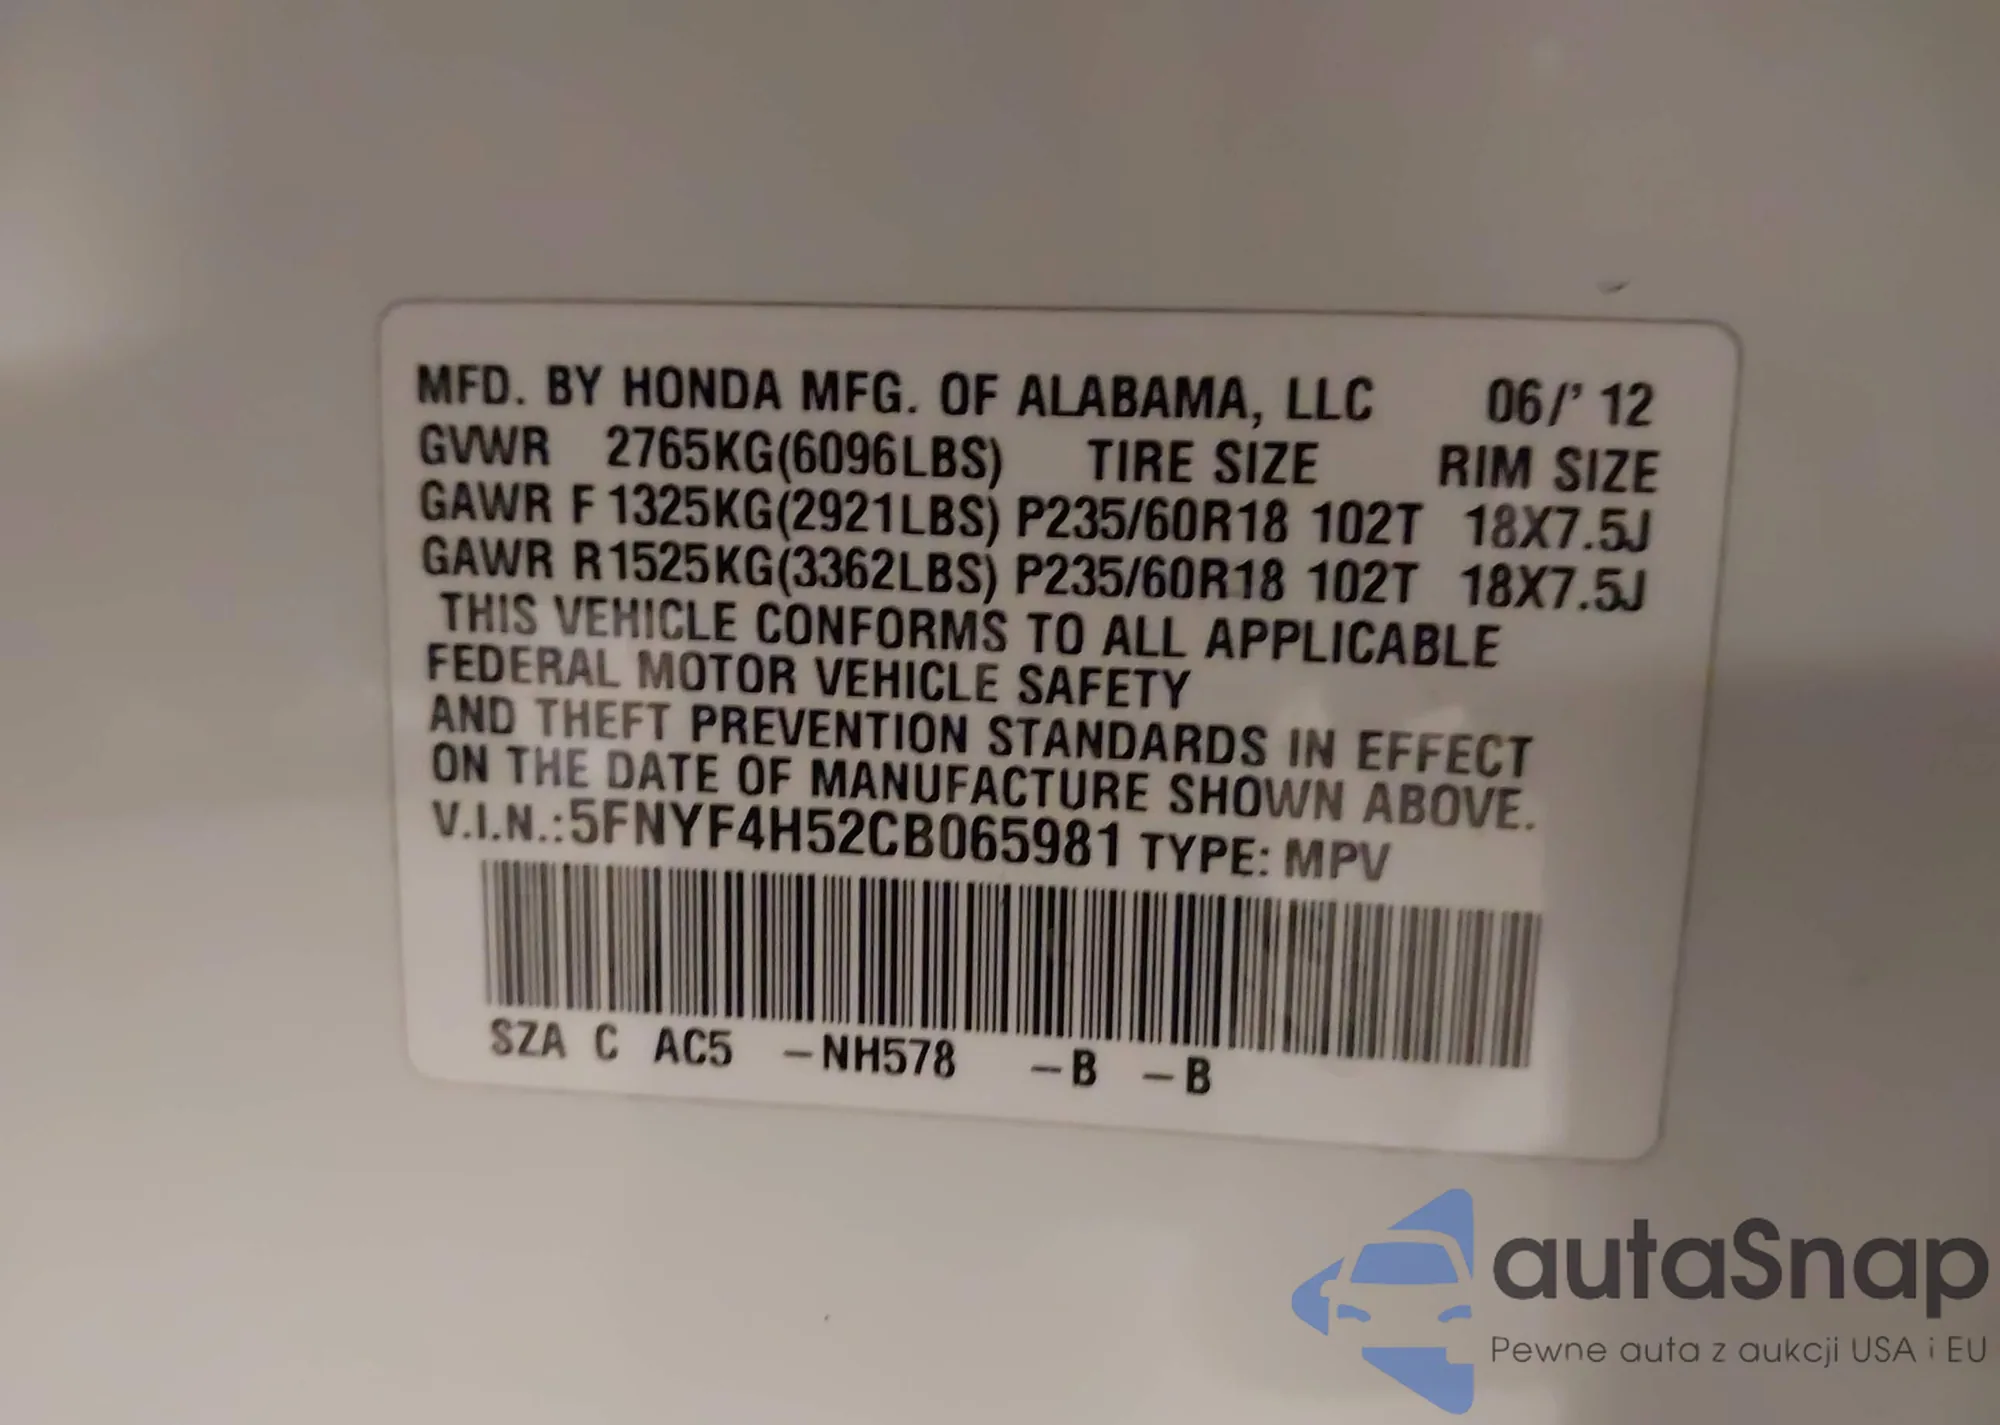 MFD. BY HONDA MFG. OF ALABAMA, LLC 06/' 12
GVWR 2765KG(6096LBS) TIRE SIZE RIM SIZE
GAWR F 1325KG(2921LBS) P235/60R18 102T 18X7.5J
GAWR R1525KG(3362LBS) P235/60R18 102T 18X7.5J
THIS VEHICLE CONFORMS TO ALL APPLICABLE
FEDERAL MOTOR VEHICLE SAFETY
AND THEFT PREVENTION STANDARDS IN EFFECT
ON THE DATE OF MANUFACTURE SHOWN ABOVE.
V.I.N.:5FNYF4H52CB065981 TYPE: MPV
SZA C AC5 -NH578 -B -B
autaSnap
Pewne auta z aukcji USA i EU